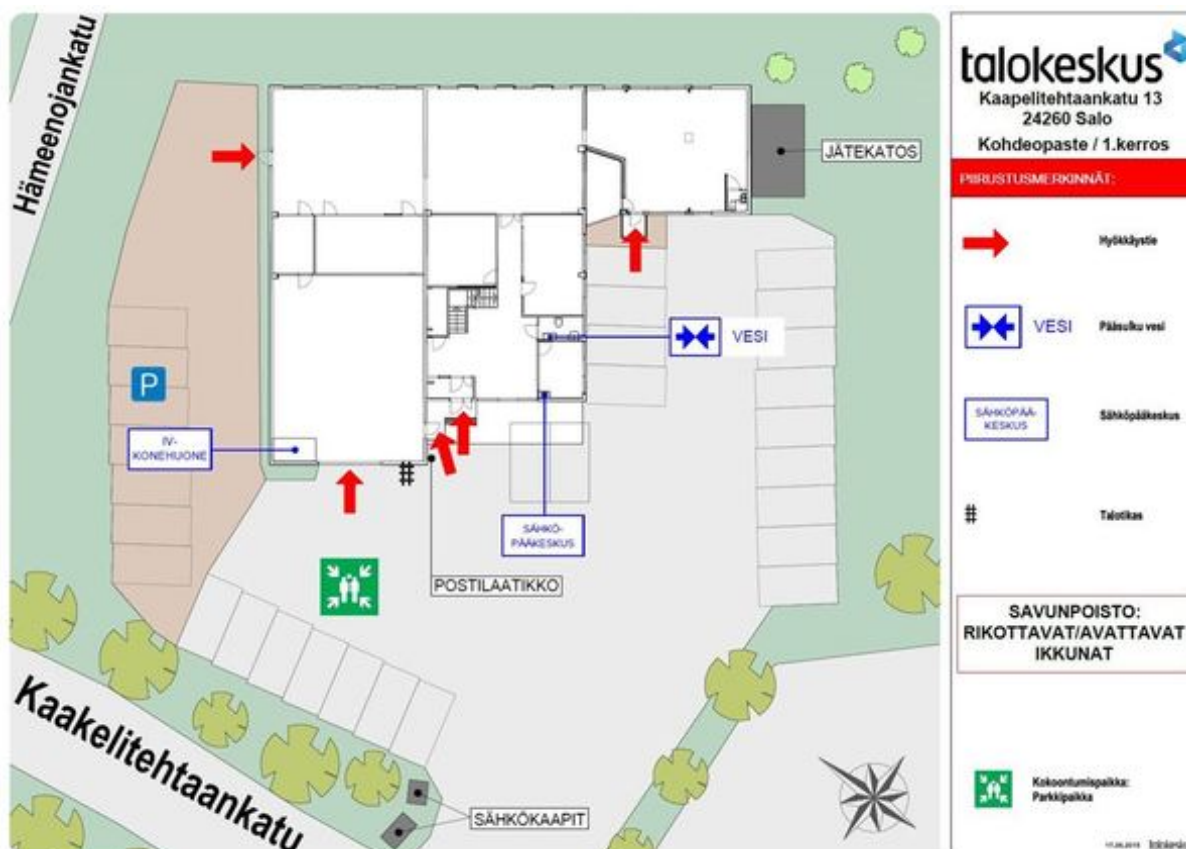 Hämeenojankatu
JÄTEKATOS
VESI
P
IV-
KONEHUONE
SÄHKÖ-
PÄÄKESKUS
POSTILAATIKKO
Kaakelitehtaankatu
SÄHKÖKAAPIT
talokeskus
Kaapelitehtaankatu 13
24260 Salo
Kohdeopaste / 1.kerros
PIIRUSTUSMERKINNÄT:
Hyökkäystie
VESI
Pääsulku vesi
SÄHKÖPÄÄ-
KESKUS
Sähköpääkeskus
Talotikas
SAVUNPOISTO:
RIKOTTAVAT/AVATTAVAT
IKKUNAT
Kokoontumispaikka:
Parkkipaikka